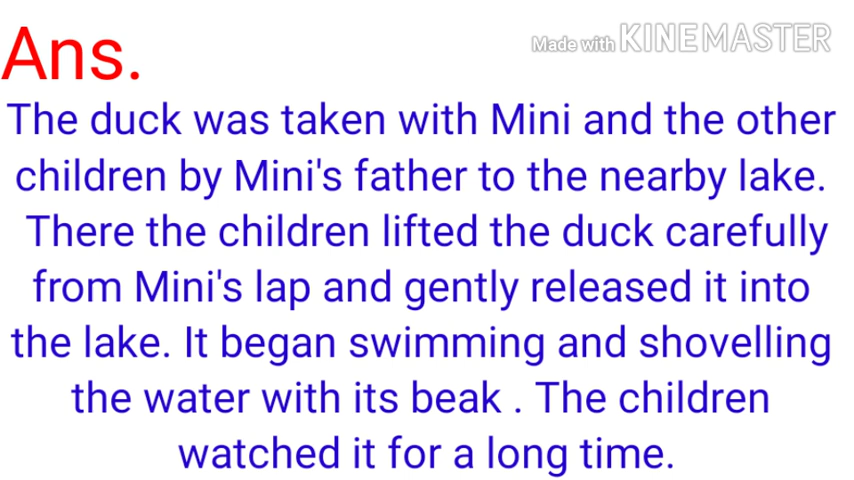 Made with KINEMASTER
Ans.
The duck was taken with Mini and the other
children by Mini's father to the nearby lake.
There the children lifted the duck carefully
from Mini's lap and gently released it into
the lake. It began swimming and shovelling
the water with its beak . The children
watched it for a long time.